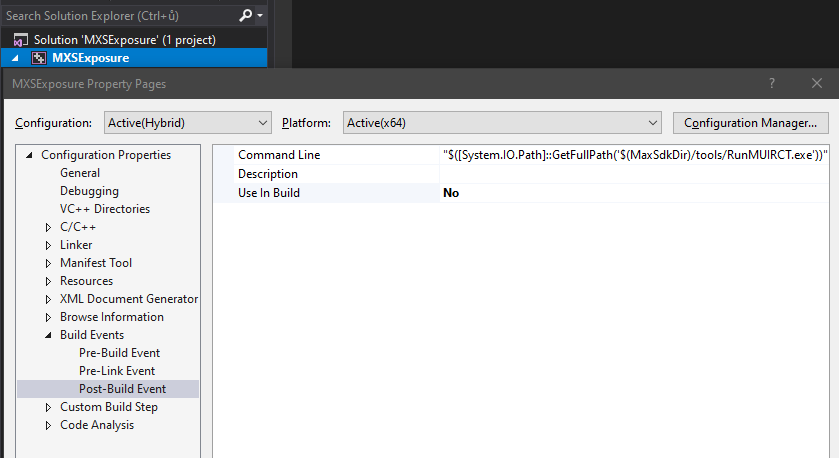 Search Solution Explorer (Ctrl+ů)
Solution 'MXSExposure' (1 project)
MXSExposure
MXSExposure Property Pages
Configuration: Active(Hybrid) Platform: Active(x64) Configuration Manager...
Configuration Properties
General
Debugging
VC++ Directories
C/C++
Linker
Manifest Tool
Resources
XML Document Generator
Browse Information
Build Events
Pre-Build Event
Pre-Link Event
Post-Build Event
Custom Build Step
Code Analysis
Command Line "$([System.IO.Path]::GetFullPath('$(MaxSdkDir)/tools/RunMUIRCT.exe'))"
Description
Use In Build No